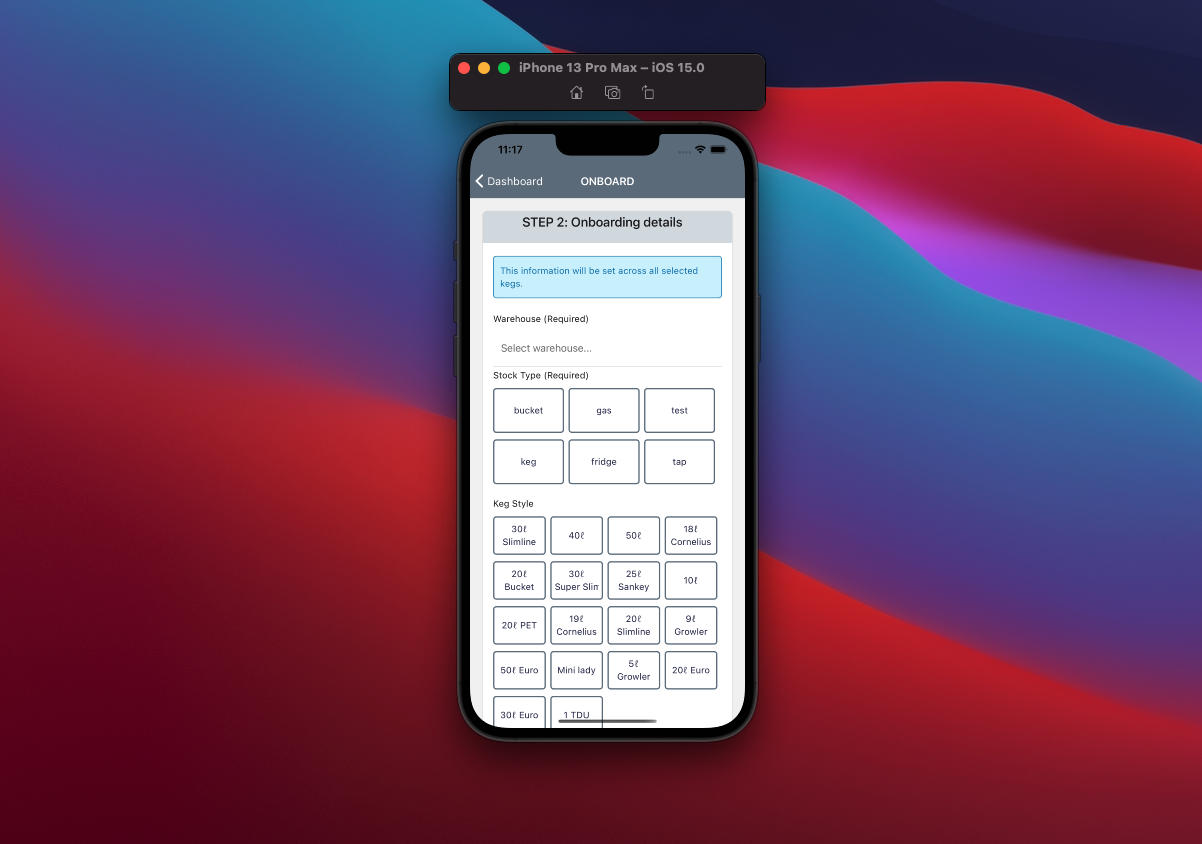 iPhone 13 Pro Max – iOS 15.0
11:17
Dashboard
ONBOARD
STEP 2: Onboarding details
This information will be set across all selected
kegs.
Warehouse (Required)
Select warehouse...
Stock Type (Required)
bucket
gas
test
keg
fridge
tap
Keg Style
30ℓ
Slimline
40ℓ
50ℓ
18ℓ
Cornelius
20ℓ
Bucket
30ℓ
Super Slim
25ℓ
Sankey
10ℓ
20ℓ PET
19ℓ
Cornelius
20ℓ
Slimline
9ℓ
Growler
50ℓ Euro
Mini lady
5ℓ
Growler
20ℓ Euro
30ℓ Euro
1 TDU